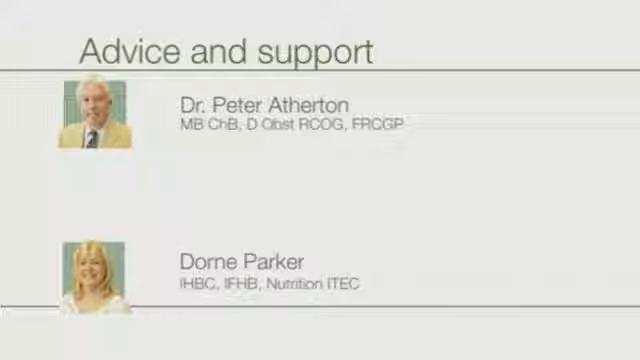 Advice and support
Dr. Peter Atherton
MB ChB, D Obst RCOG, FRCGP
Dorne Parker
IHBC, IFHB, Nutrition ITEC